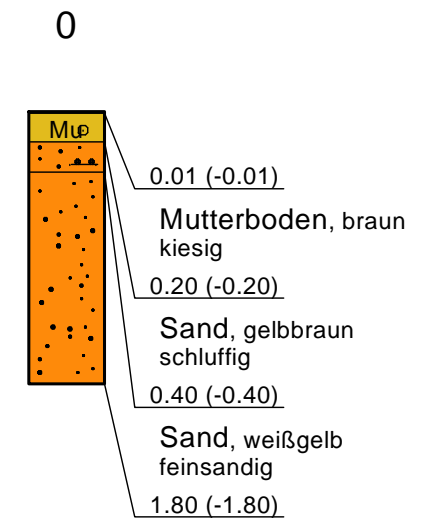 0
Mu
0.01 (-0.01)
Mutterboden, braun
kiesig
0.20 (-0.20)
Sand, gelbbraun
schluffig
0.40 (-0.40)
Sand, weißgelb
feinsandig
1.80 (-1.80)